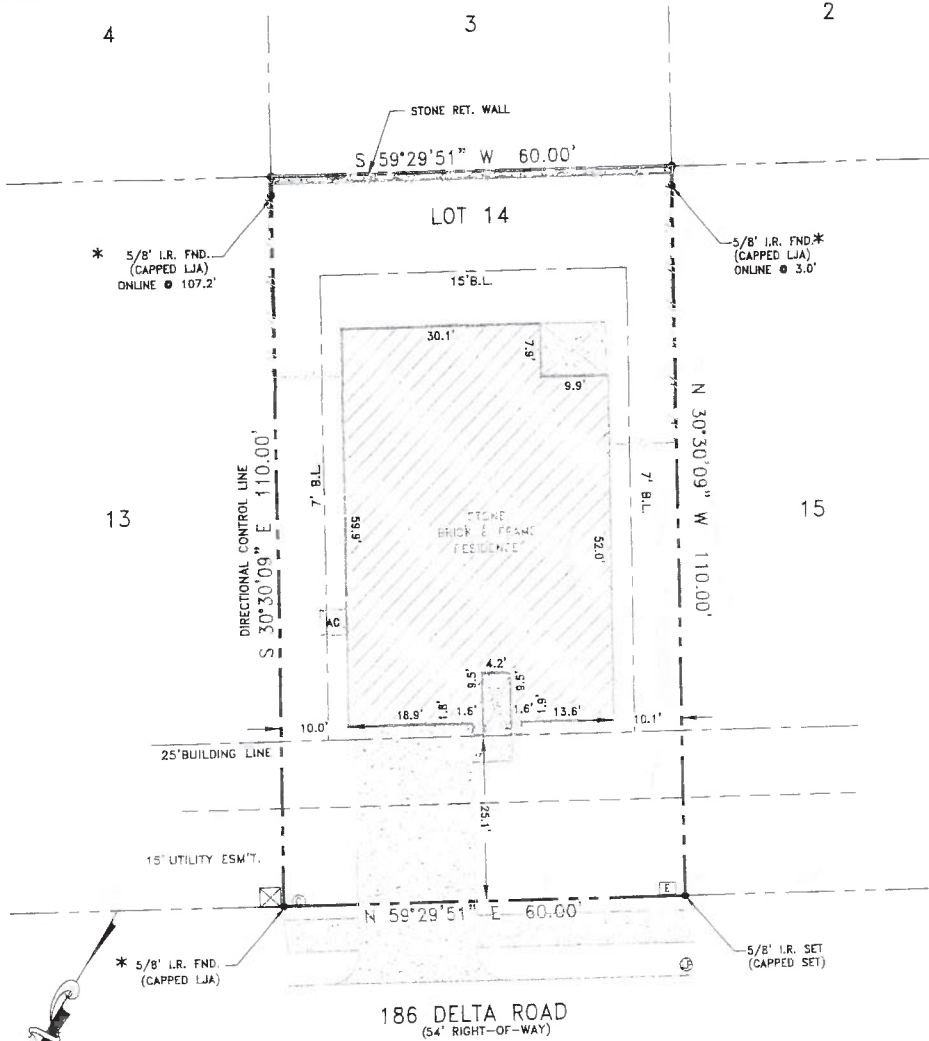 4
3
2
STONE RET. WALL
S 59°29'51" W 60.00'
LOT 14
* 5/8' I.R. FND.
(CAPPED LJA)
ONLINE @ 107.2'
5/8' I.R. FND.*
(CAPPED LJA)
ONLINE @ 3.0'
15'B.L.
30.1'
7.9'
9.9'
DIRECTIONAL CONTROL LINE
S 30°30'09" E 110.00'
7' B.L.
59.9'
STONE
BRICK & FRAME
RESIDENCE
52.0'
7' B.L.
N 30°30'09" W 110.00'
13
15
AC
4.2'
9.5'
9.5'
18.9'
1.8'
1.6'
1.6'
1.6'
13.6'
10.0'
10.1'
25'BUILDING LINE
25.1'
15' UTILITY ESM'T.
E
N 59°29'51" E 60.00'
* 5/8' I.R. FND.
(CAPPED LJA)
5/8' I.R. SET
(CAPPED SET)
186 DELTA ROAD
(54' RIGHT-OF-WAY)